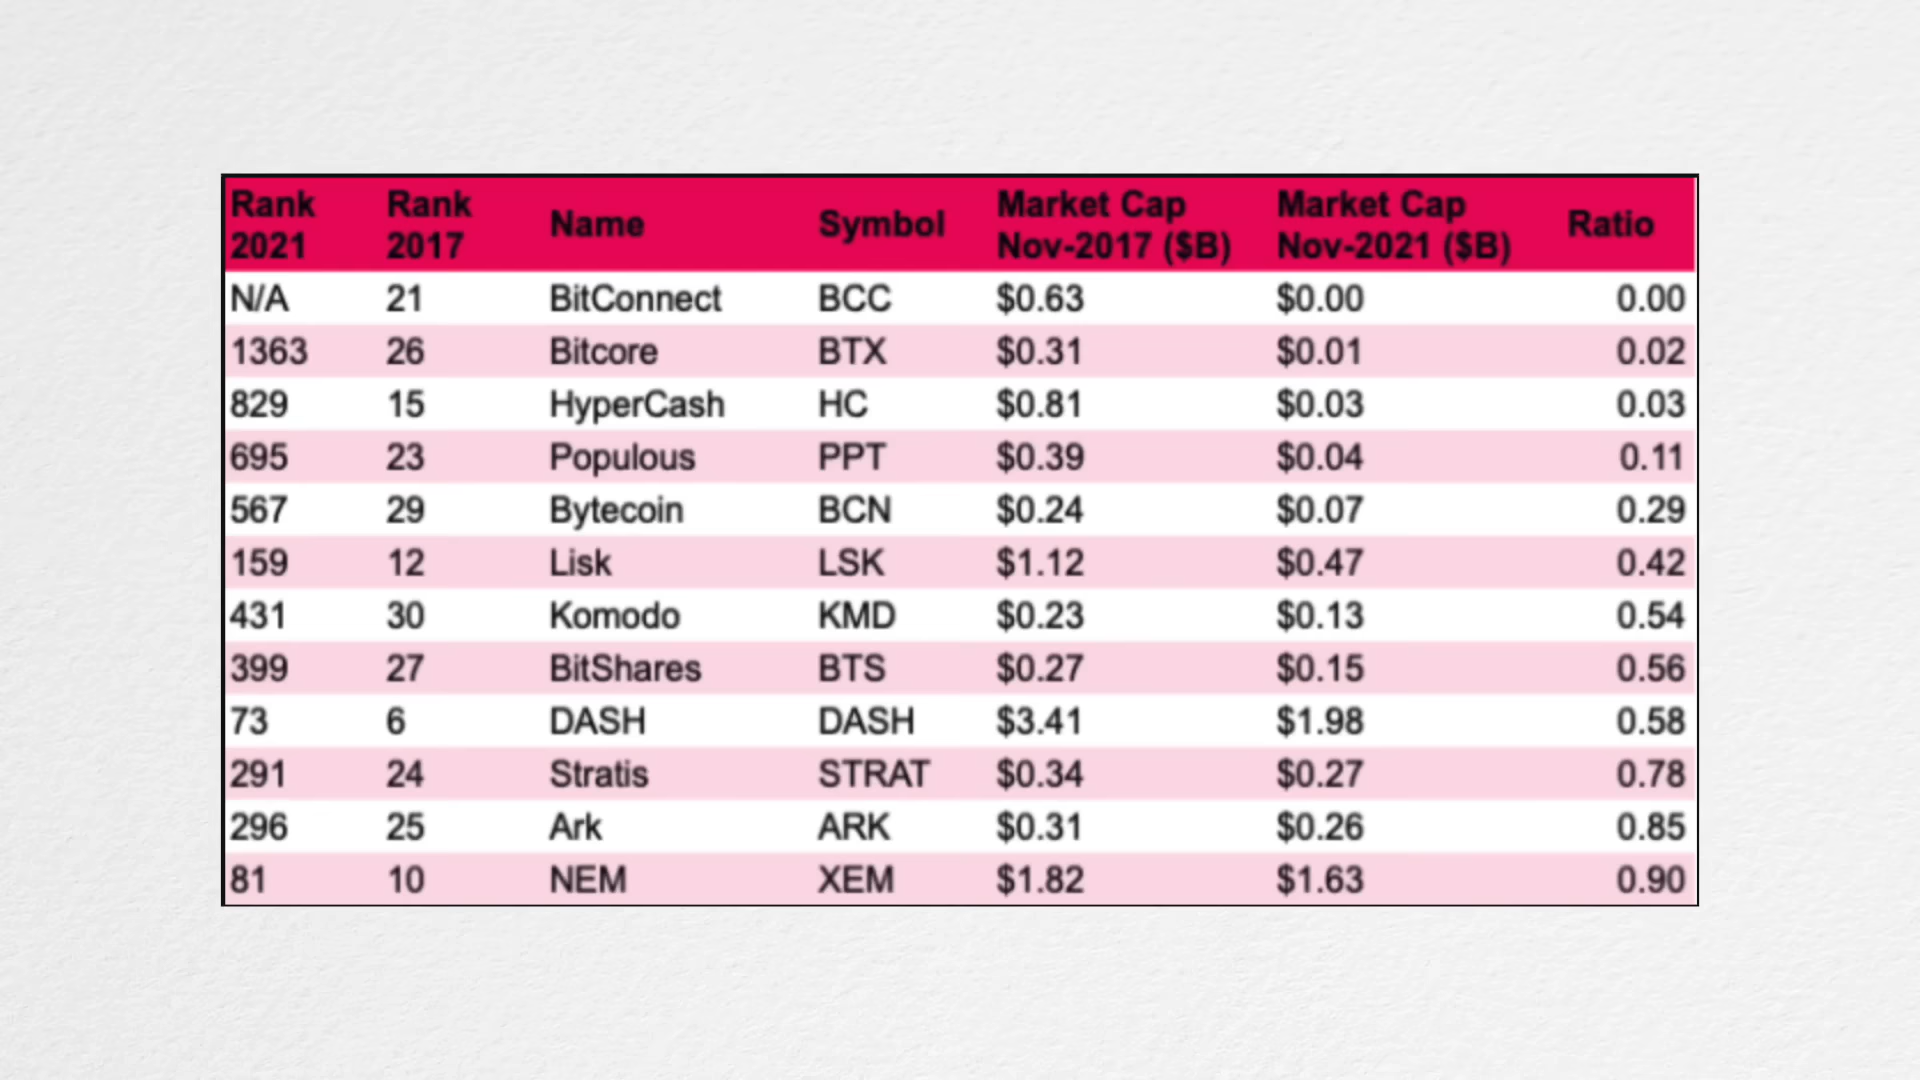 Rank 2021 Rank 2017 Name Symbol Market Cap Nov-2017 ($B) Market Cap Nov-2021 ($B) Ratio
N/A 21 BitConnect BCC $0.63 $0.00 0.00
1363 26 Bitcore BTX $0.31 $0.01 0.02
829 15 HyperCash HC $0.81 $0.03 0.03
695 23 Populous PPT $0.39 $0.04 0.11
567 29 Bytecoin BCN $0.24 $0.07 0.29
159 12 Lisk LSK $1.12 $0.47 0.42
431 30 Komodo KMD $0.23 $0.13 0.54
399 27 BitShares BTS $0.27 $0.15 0.56
73 6 DASH DASH $3.41 $1.98 0.58
291 24 Stratis STRAT $0.34 $0.27 0.78
296 25 Ark ARK $0.31 $0.26 0.85
81 10 NEM XEM $1.82 $1.63 0.90